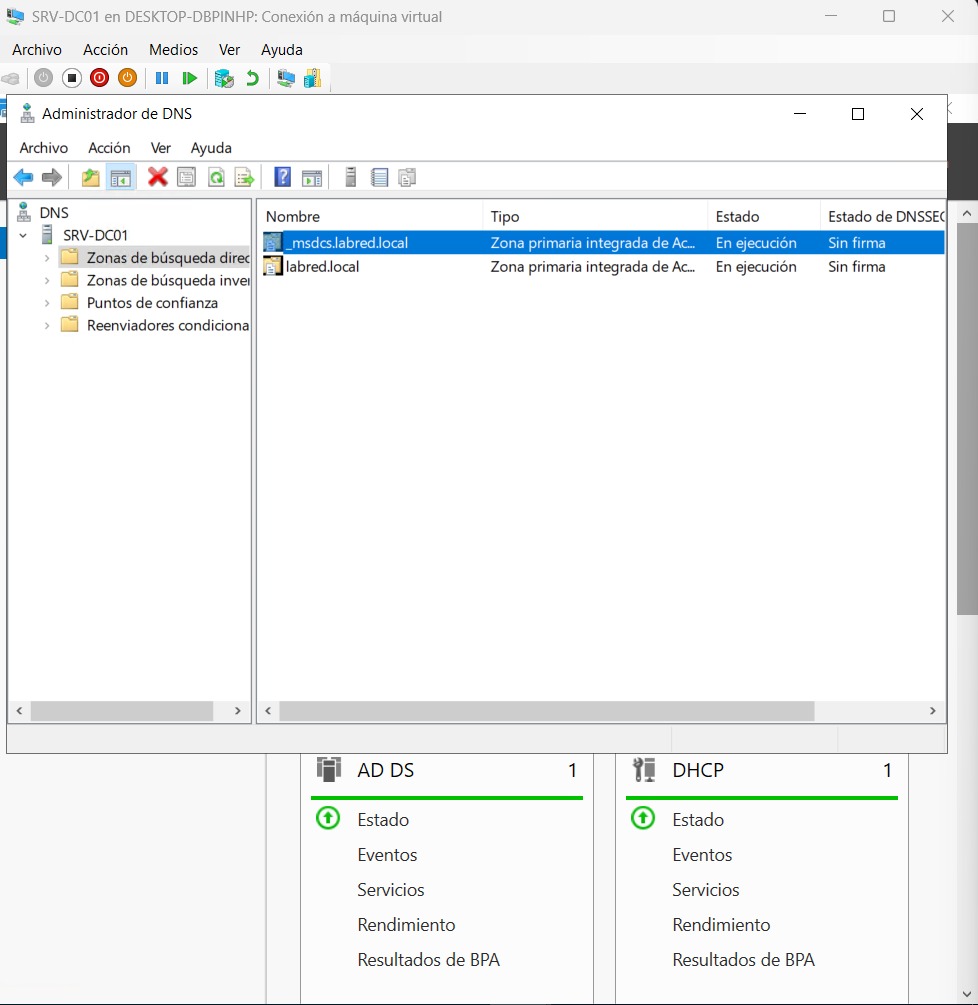 SRV-DC01 en DESKTOP-DBPINHP: Conexión a máquina virtual
Archivo Acción Medios Ver Ayuda
Administrador de DNS
Archivo Acción Ver Ayuda
DNS
SRV-DC01
Zonas de búsqueda direc
Zonas de búsqueda inver
Puntos de confianza
Reenviadores condiciona
Nombre Tipo Estado Estado de DNSSEC
_msdcs.labred.local Zona primaria integrada de Ac... En ejecución Sin firma
labred.local Zona primaria integrada de Ac... En ejecución Sin firma
AD DS 1
Estado
Eventos
Servicios
Rendimiento
Resultados de BPA
DHCP 1
Estado
Eventos
Servicios
Rendimiento
Resultados de BPA